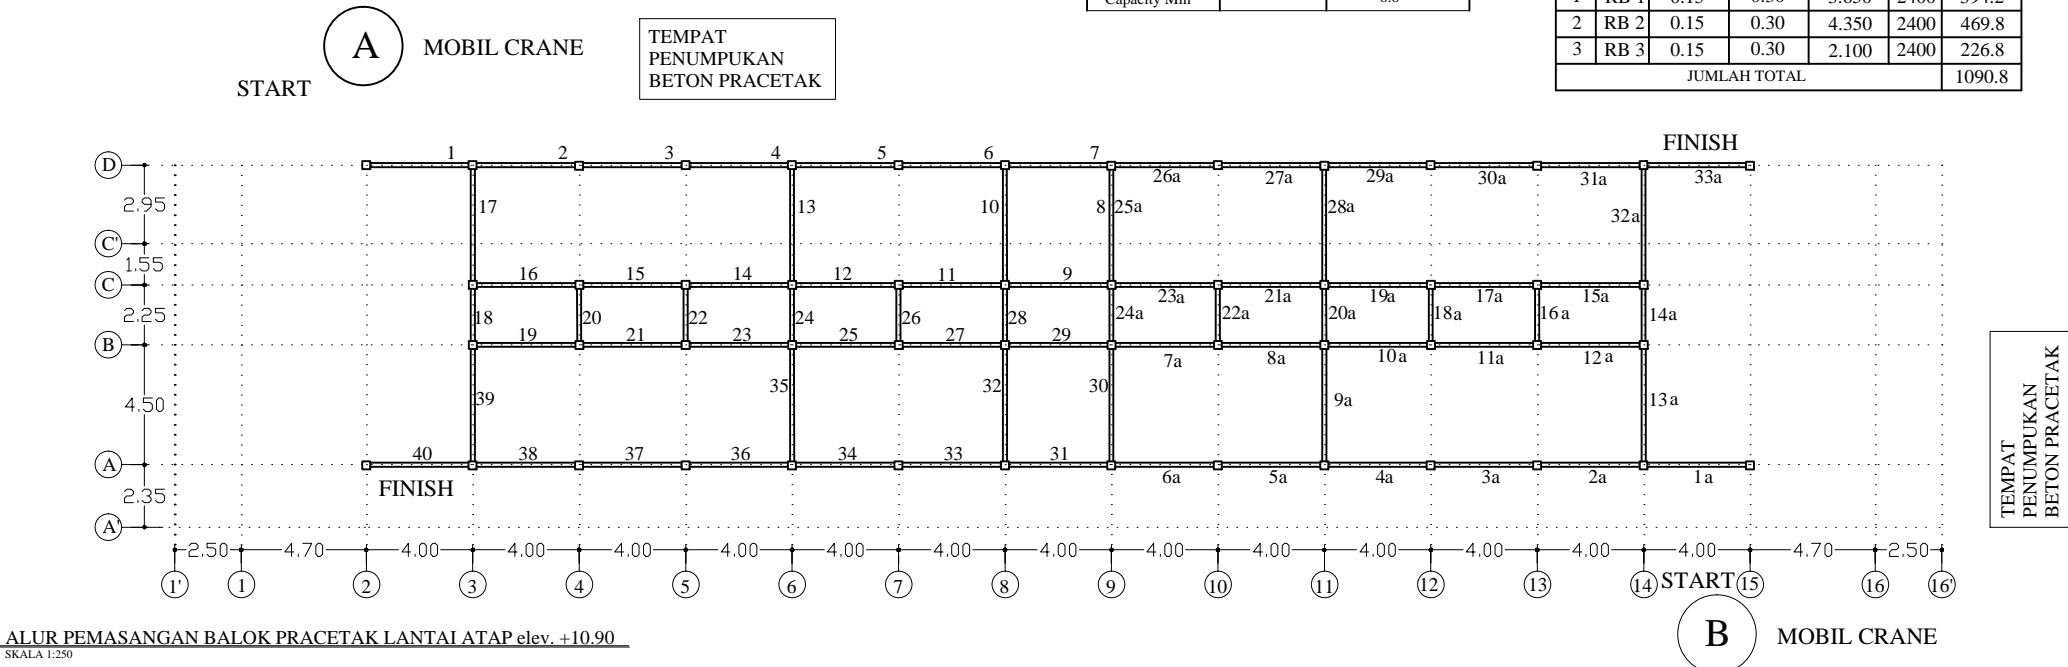 Capacity Mili
1 RB 1 0.15 0.30 3.650 2400 394.2
2 RB 2 0.15 0.30 4.350 2400 469.8
3 RB 3 0.15 0.30 2.100 2400 226.8
JUMLAH TOTAL 1090.8
A MOBIL CRANE
START
TEMPAT
PENUMPUKAN
BETON PRACETAK
FINISH
D 1 2 3 4 5 6 7
26a 27a 29a 30a 31a 33a
2.95 17 13 10 8 25a 28a 32a
C'
1.55
16 15 14 12 11 9
C
23a 21a 19a 17a 15a
2.25 18 20 22 24 26 28 24a 22a 20a 18a 16a 14a
19 21 23 25 27 29
B
7a 8a 10a 11a 12a
35 32 30
4.50 39 9a 13a
40 38 37 36 34 33 31
A
6a 5a 4a 3a 2a 1a
FINISH
2.35
A'
2.50 4.70 4.00 4.00 4.00 4.00 4.00 4.00 4.00 4.00 4.00 4.00 4.00 4.00 4.00 4.70 2.50
1' 1 2 3 4 5 6 7 8 9 10 11 12 13 14 START 15 16 16'
TEMPAT
PENUMPUKAN
BETON PRACETAK
B MOBIL CRANE
ALUR PEMASANGAN BALOK PRACETAK LANTAI ATAP elev. +10.90
SKALA 1:250